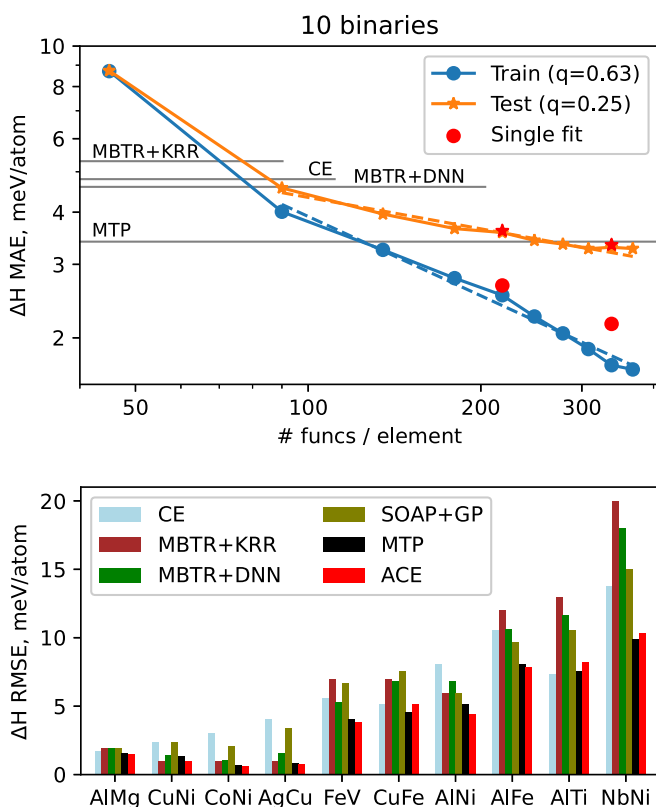 10 binaries
ΔH MAE, meV/atom
10
8
6
4
3
2
Train (q=0.63)
Test (q=0.25)
Single fit
MBTR+KRR
CE
MBTR+DNN
MTP
50
100
200
300
# funcs / element
ΔH RMSE, meV/atom
20
15
10
5
0
CE
MBTR+KRR
MBTR+DNN
SOAP+GP
MTP
ACE
AlMg CuNi CoNi AgCu FeV CuFe AlNi AlFe AlTi NbNi